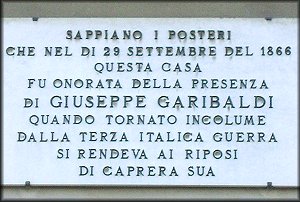 SAPPIANO I POSTERI
CHE NEL DI 29 SETTEMBRE DEL 1866
QUESTA CASA
FU ONORATA DELLA PRESENZA
DI GIUSEPPE GARIBALDI
QUANDO TORNATO INCOLUME
DALLA TERZA ITALICA GUERRA
SI RENDEVA AI RIPOSI
DI CAPRERA SUA